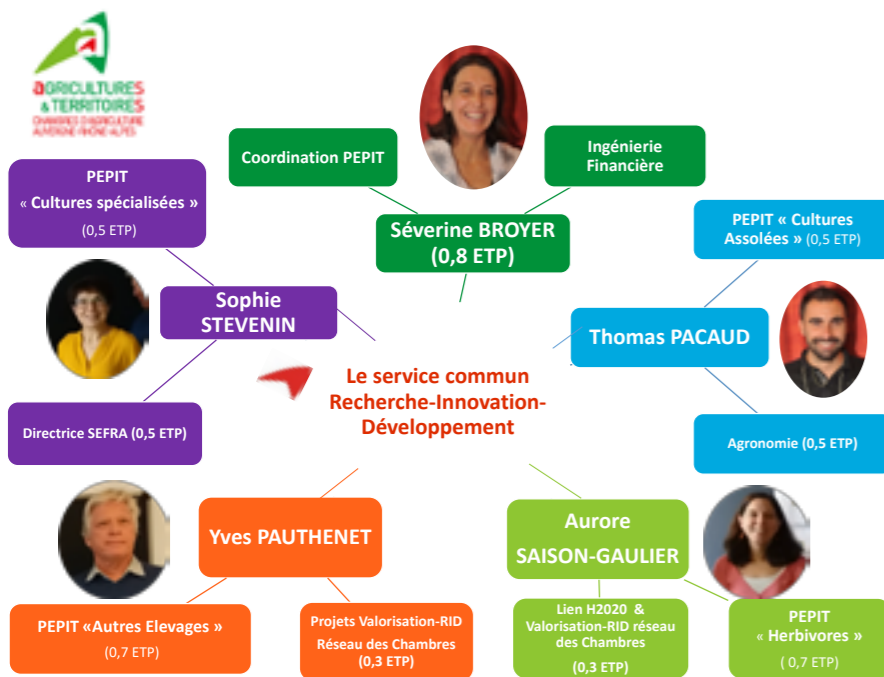 aGRICULTURES
& TERRITOIRES
CHAMBRES D'AGRICULTURE
AUVERGNE-RHÔNE-ALPES
Coordination PEPIT
Ingénierie
Financière
Séverine BROYER
(0,8 ETP)
PEPIT
« Cultures spécialisées »
(0,5 ETP)
Sophie
STEVENIN
Directrice SEFRA (0,5 ETP)
PEPIT « Cultures
Assolées » (0,5 ETP)
Thomas PACAUD
Agronomie (0,5 ETP)
Le service commun
Recherche-Innovation-
Développement
Yves PAUTHENET
PEPIT «Autres Elevages »
(0,7 ETP)
Projets Valorisation-RID
Réseau des Chambres
(0,3 ETP)
Aurore
SAISON-GAULIER
Lien H2020 &
Valorisation-RID réseau
des Chambres
(0,3 ETP)
PEPIT
« Herbivores »
( 0,7 ETP)